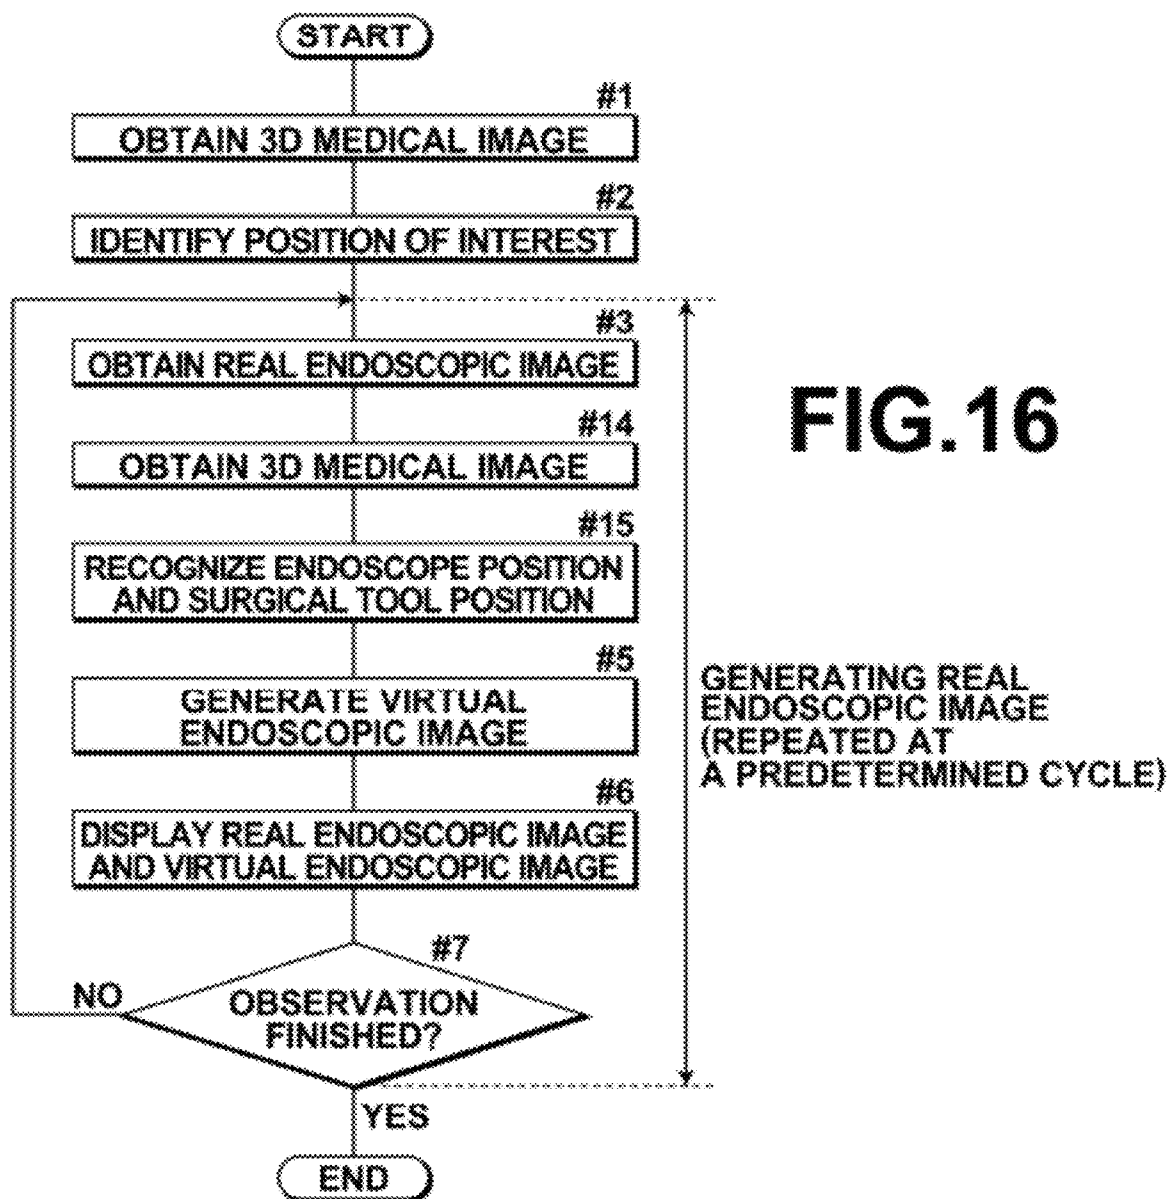 START
#1
OBTAIN 3D MEDICAL IMAGE
#2
IDENTIFY POSITION OF INTEREST
#3
OBTAIN REAL ENDOSCOPIC IMAGE
#14
OBTAIN 3D MEDICAL IMAGE
#15
RECOGNIZE ENDOSCOPE POSITION
AND SURGICAL TOOL POSITION
#5
GENERATE VIRTUAL
ENDOSCOPIC IMAGE
#6
DISPLAY REAL ENDOSCOPIC IMAGE
AND VIRTUAL ENDOSCOPIC IMAGE
#7
OBSERVATION
FINISHED?
NO
YES
END
FIG.16
GENERATING REAL
ENDOSCOPIC IMAGE
(REPEATED AT
A PREDETERMINED CYCLE)